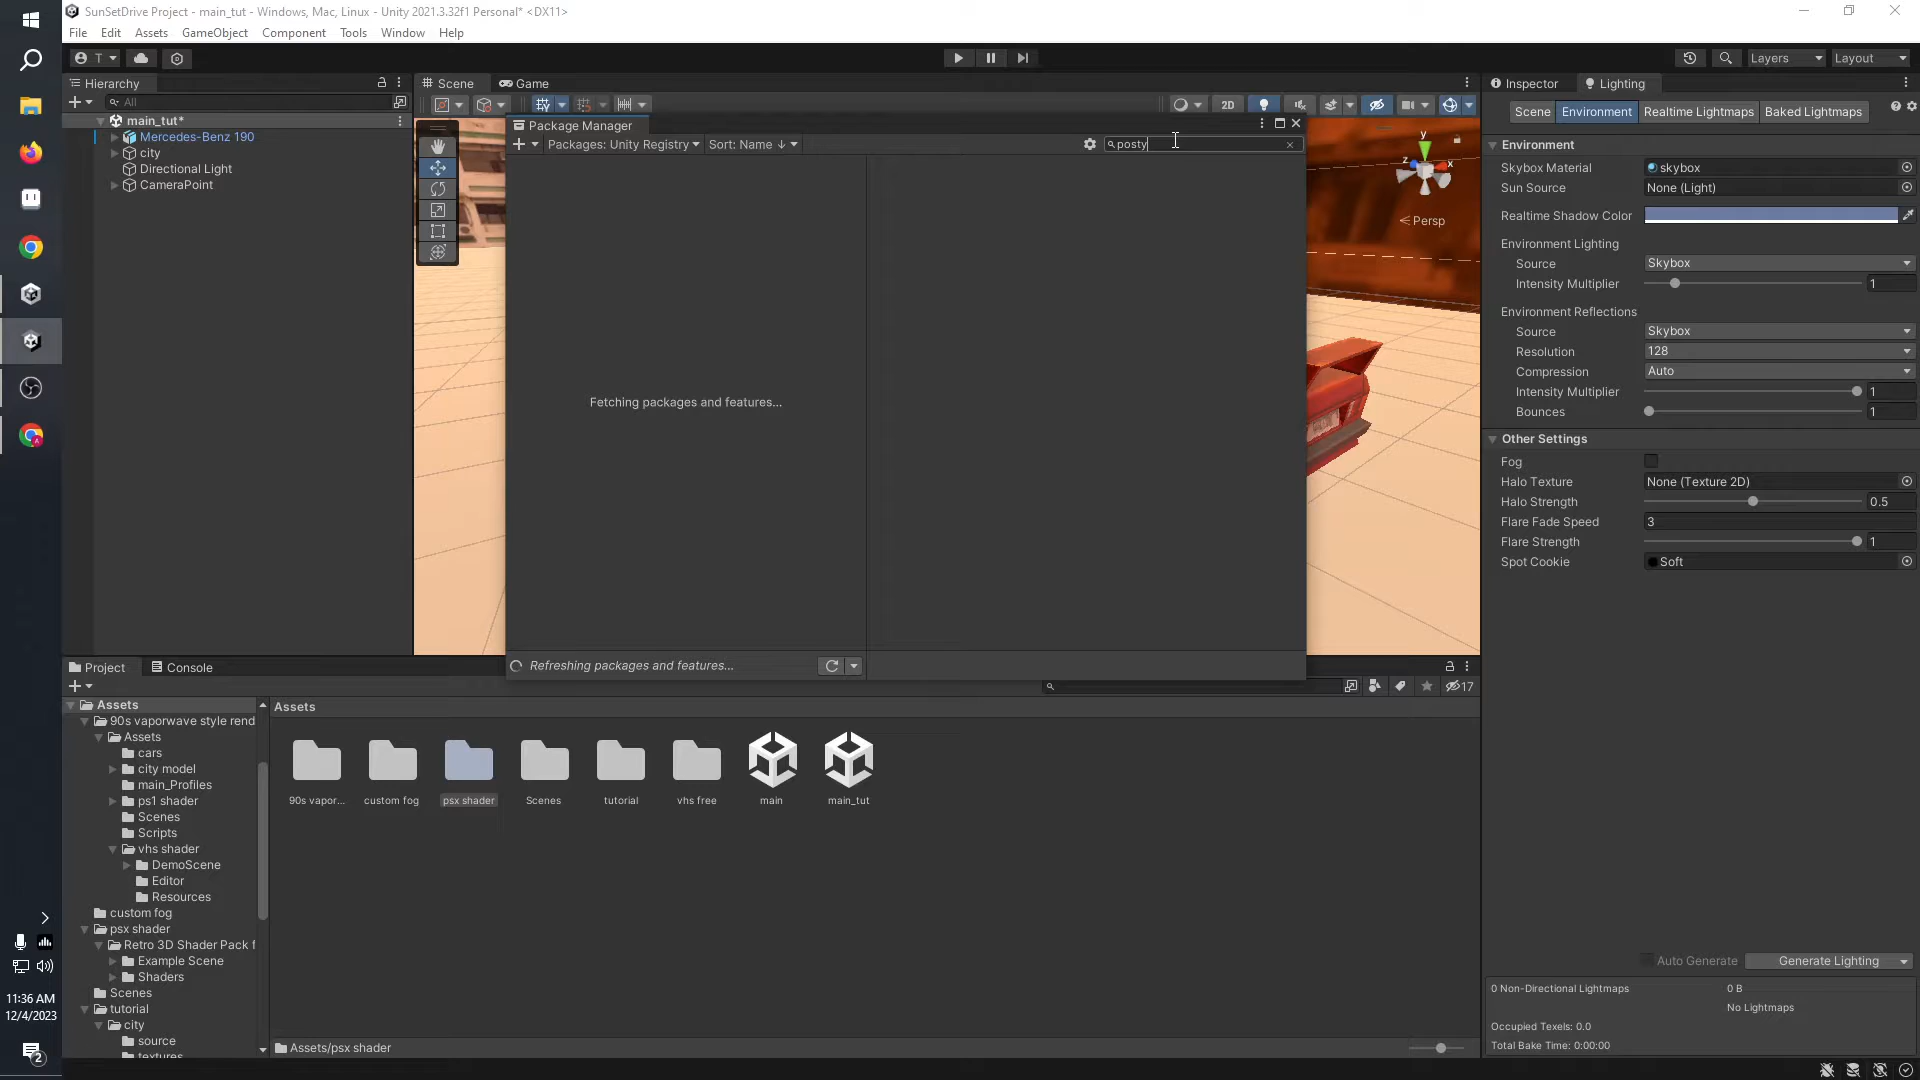 SunSetDrive Project - main_tut - Windows, Mac, Linux - Unity 2021.3.32f1 Personal* <DX11>
File Edit Assets GameObject Component Tools Window Help
T Layers Layout
Hierarchy
All
main_tut*
Mercedes-Benz 190
city
Directional Light
CameraPoint
Scene Game
2D
y
x
z
Persp
Package Manager
Packages: Unity Registry Sort: Name ↓ posty
Fetching packages and features...
Refreshing packages and features...
Inspector Lighting
Scene Environment Realtime Lightmaps Baked Lightmaps
Environment
Skybox Material skybox
Sun Source None (Light)
Realtime Shadow Color
Environment Lighting
Source Skybox
Intensity Multiplier 1
Environment Reflections
Source Skybox
Resolution 128
Compression Auto
Intensity Multiplier 1
Bounces 1
Other Settings
Fog
Halo Texture None (Texture 2D)
Halo Strength 0.5
Flare Fade Speed 3
Flare Strength 1
Spot Cookie Soft
Auto Generate Generate Lighting
0 Non-Directional Lightmaps 0 B
No Lightmaps
Occupied Texels: 0.0
Total Bake Time: 0:00:00
Project Console
17
Assets
90s vaporwave style rend
Assets
cars
city model
main_Profiles
ps1 shader
Scenes
Scripts
vhs shader
DemoScene
Editor
Resources
custom fog
psx shader
Retro 3D Shader Pack f
Example Scene
Shaders
Scenes
tutorial
city
source
textures
Assets
90s vapor... custom fog psx shader Scenes tutorial vhs free main main_tut
Assets/psx shader
11:36 AM
12/4/2023
2